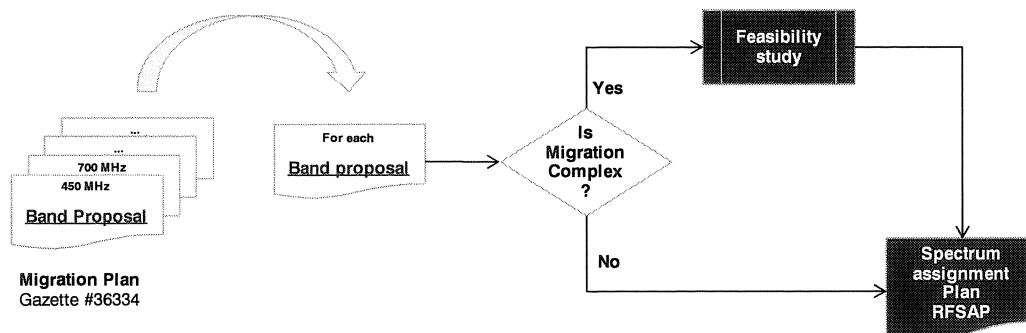 ...
...
700 MHz
450 MHz
Band Proposal
Migration Plan
Gazette #36334
For each
Band proposal
Is
Migration
Complex
?
Yes
No
Feasibility
study
Spectrum
assignment
Plan
RFSAP